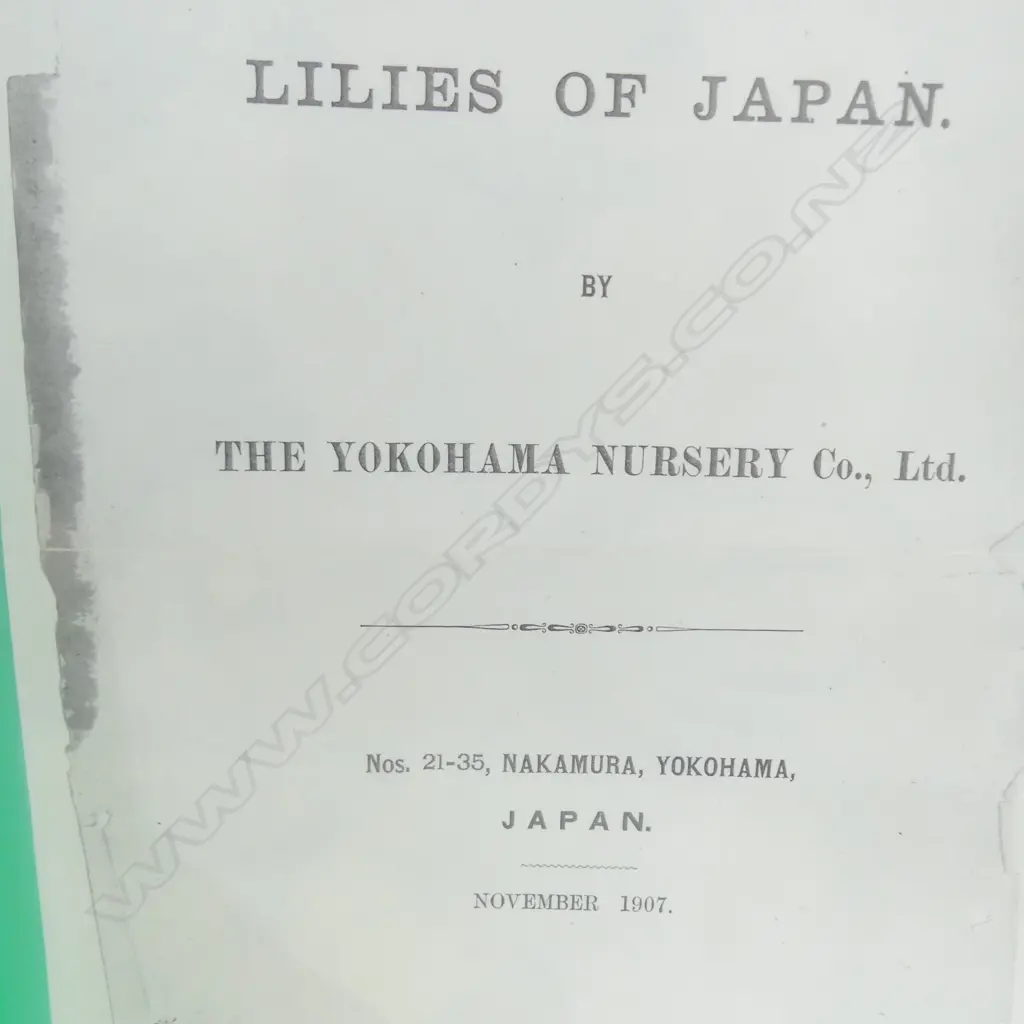 LILIES OF JAPAN.
BY
THE YOKOHAMA NURSERY Co., Ltd.
Nos. 21-35, NAKAMURA, YOKOHAMA,
JAPAN.
NOVEMBER 1907.
WWW.CORDYS.CO.NZ